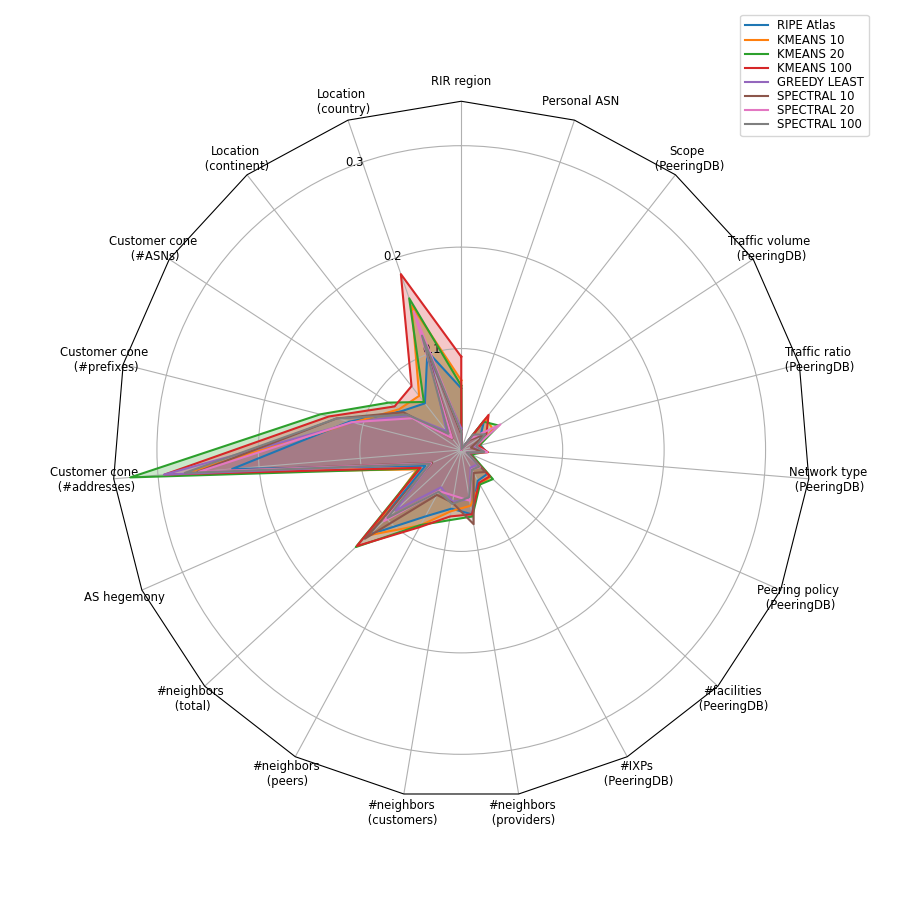 RIPE Atlas
KMEANS 10
KMEANS 20
KMEANS 100
GREEDY LEAST
SPECTRAL 10
SPECTRAL 20
SPECTRAL 100
RIR region
Personal ASN
Scope
(PeeringDB)
Traffic volume
(PeeringDB)
Traffic ratio
(PeeringDB)
Network type
(PeeringDB)
Peering policy
(PeeringDB)
#facilities
(PeeringDB)
#IXPs
(PeeringDB)
#neighbors
(providers)
#neighbors
(customers)
#neighbors
(peers)
#neighbors
(total)
AS hegemony
Customer cone
(#addresses)
Customer cone
(#prefixes)
Customer cone
(#ASNs)
Location
(continent)
Location
(country)
0.3
0.2
0.1